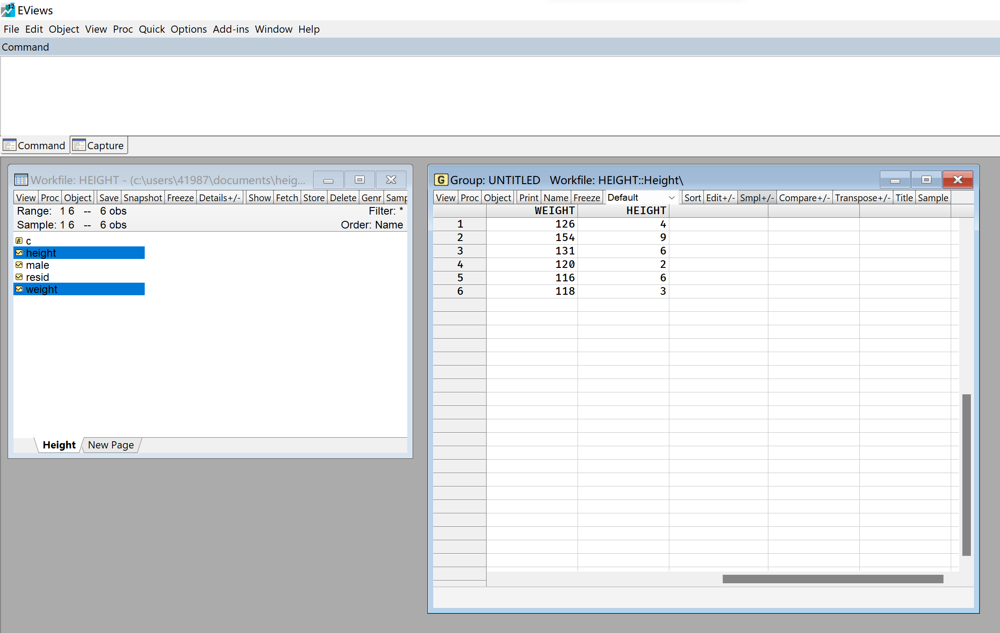 12 EViews
File Edit Object View Proc Quick Options Add-ins Window Help
Command
Command Capture
Workfile: HEIGHT - (c:\users\41987\documents\heig...
View Proc Object Save Snapshot Freeze Details+/- Show Fetch Store Delete Genr Samp
Range: 1 6 -- 6 obs Filter: *
Sample: 1 6 -- 6 obs Order: Name
β c
height
male
resid
weight
Height New Page
G Group: UNTITLED Workfile: HEIGHT::Height\
View Proc Object Print Name Freeze Default Sort Edit+/- Smpl+/- Compare+/- Transpose+/- Title Sample
WEIGHT HEIGHT
1 126 4
2 154 9
3 131 6
4 120 2
5 116 6
6 118 3